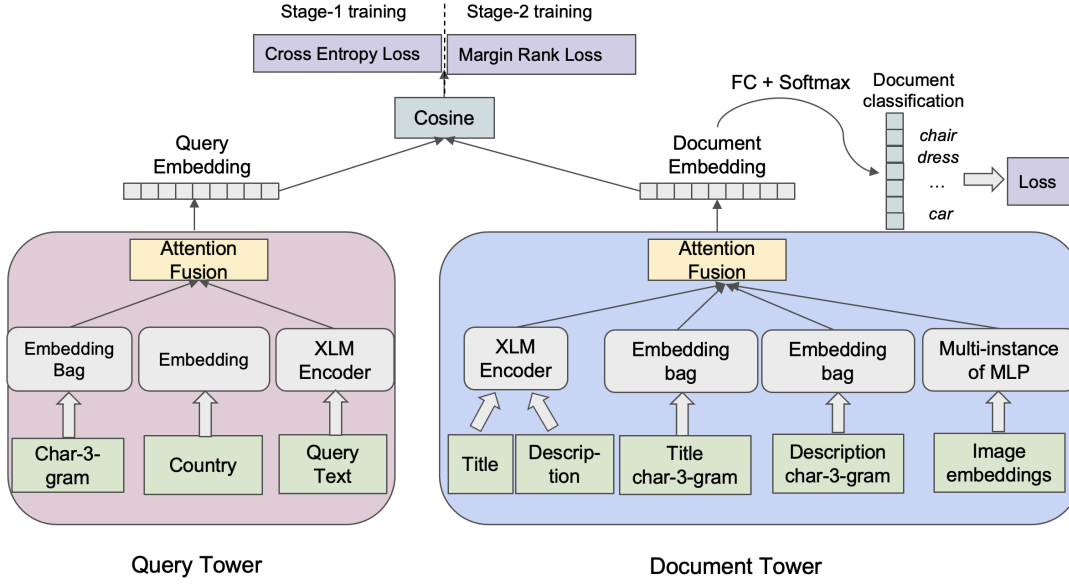 Stage-1 training
Stage-2 training
Cross Entropy Loss
Margin Rank Loss
FC + Softmax
Document
classification
Cosine
chair
dress
...
car
Loss
Query
Embedding
Document
Embedding
Attention
Fusion
Attention
Fusion
Embedding
Bag
Embedding
XLM
Encoder
XLM
Encoder
Embedding
bag
Embedding
bag
Multi-instance
of MLP
Char-3-
gram
Country
Query
Text
Title
Descrip-
tion
Title
char-3-gram
Description
char-3-gram
Image
embeddings
Query Tower
Document Tower